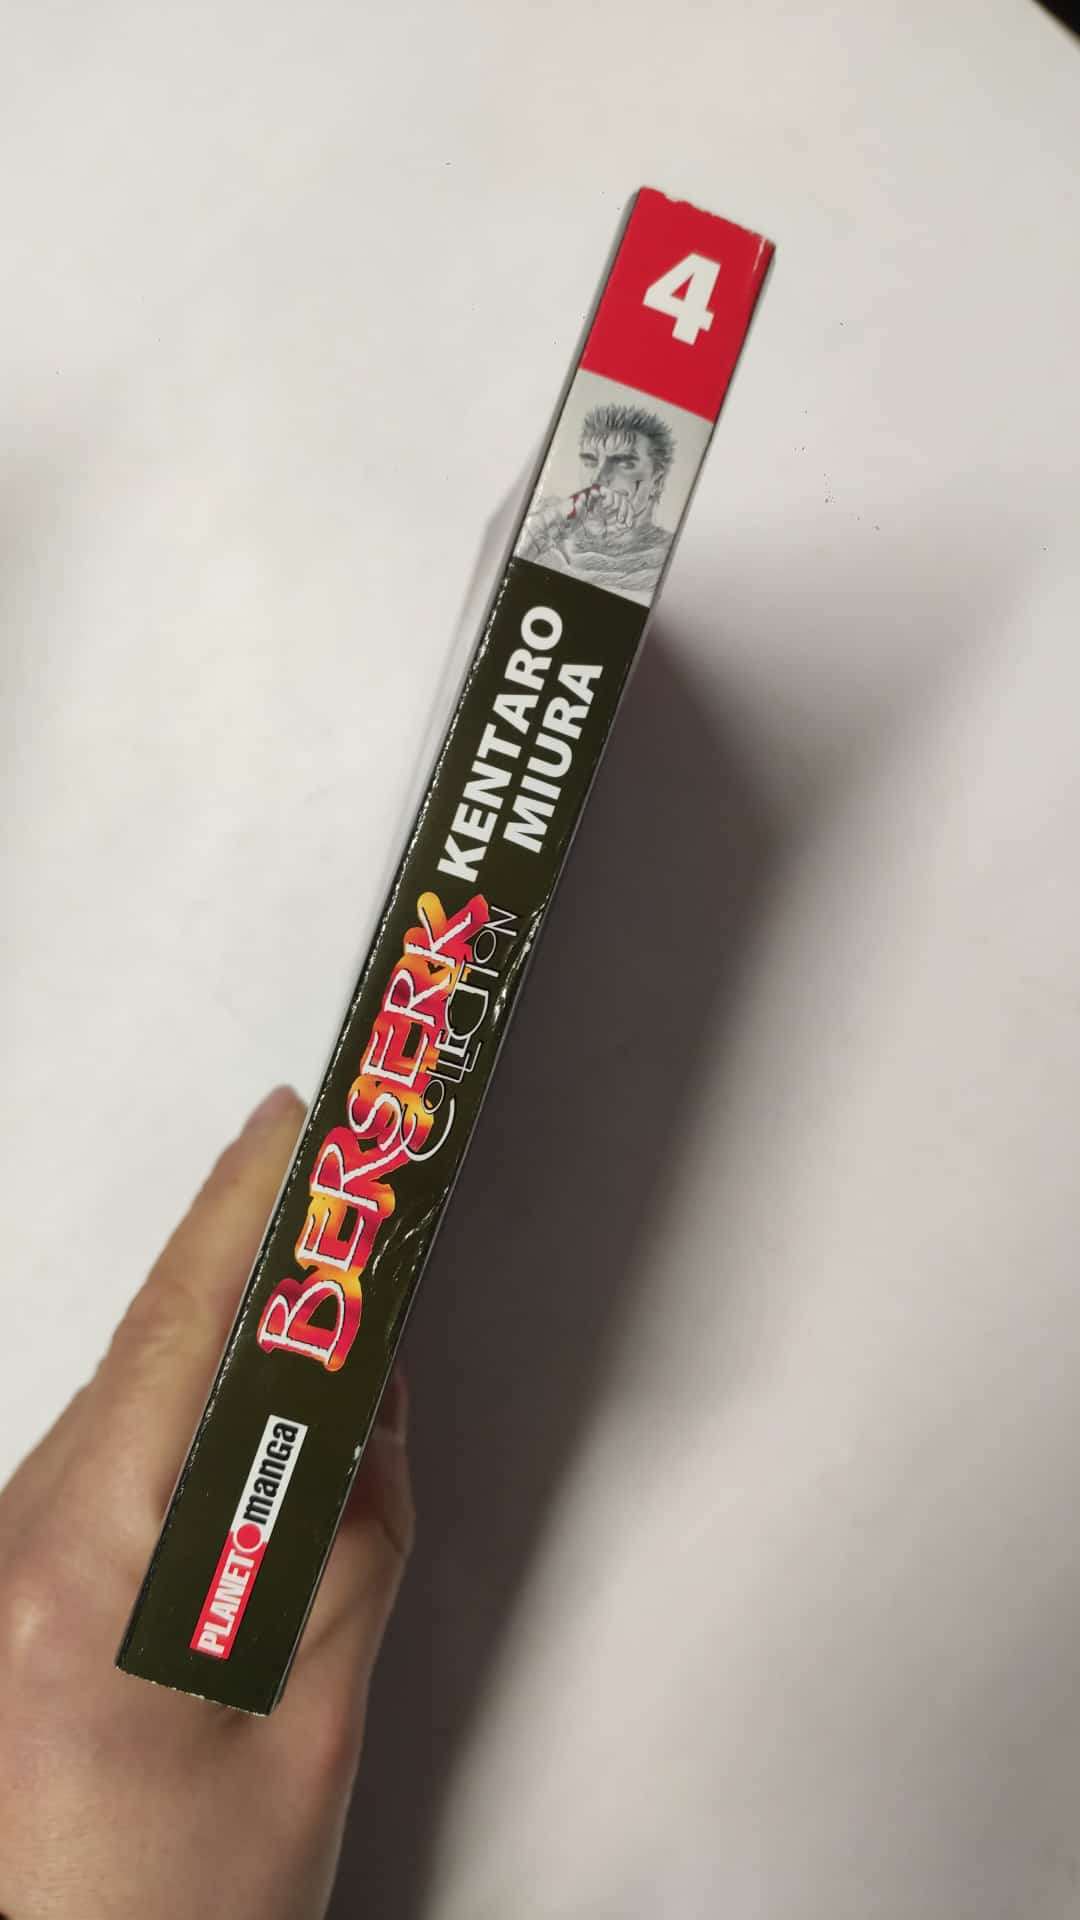 4
KENTARO
MIURA
BERSERK
COLLECTION
PLANET manga